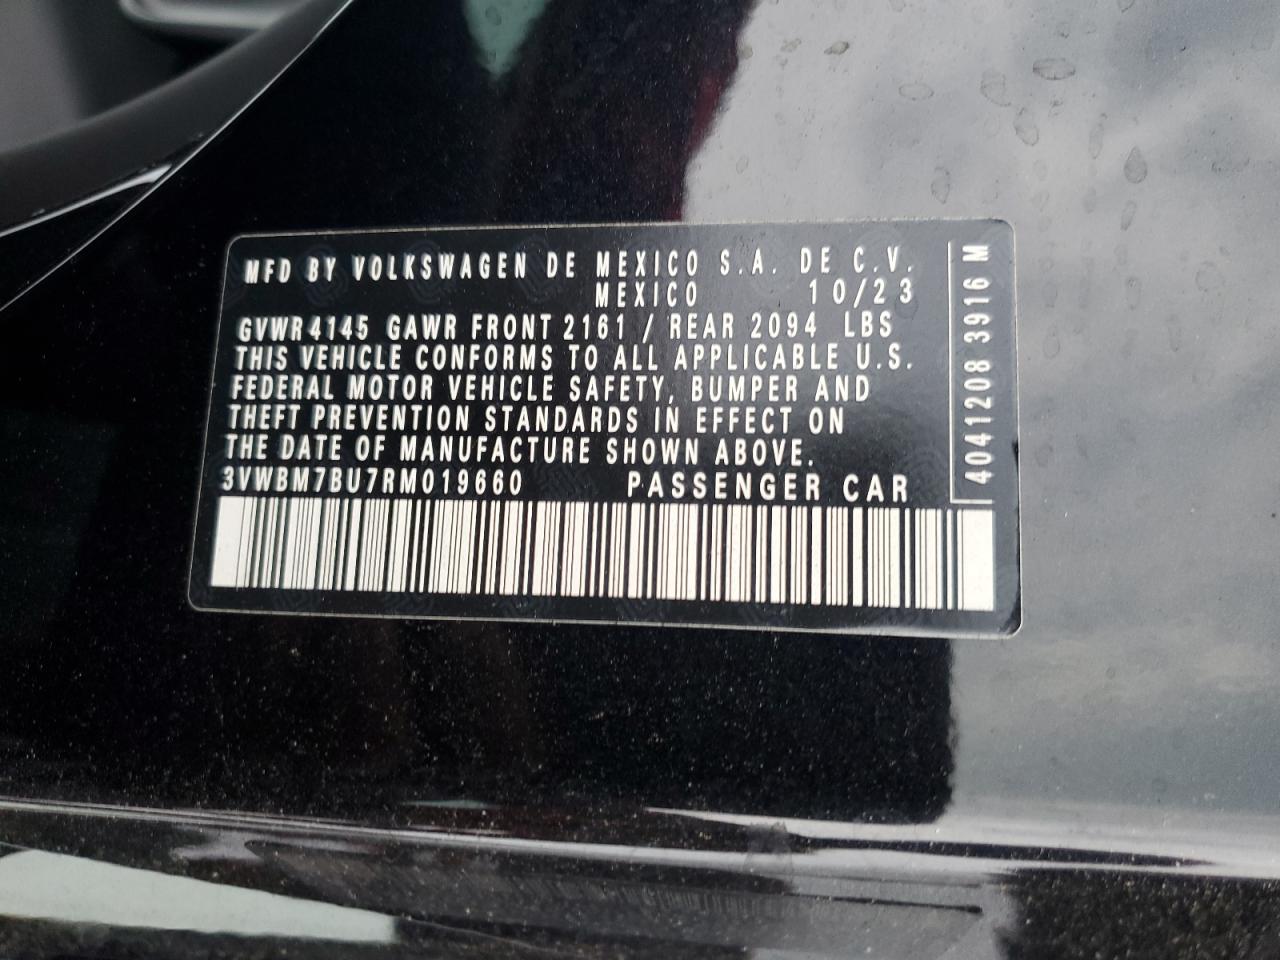 MFD BY VOLKSWAGEN DE MEXICO S.A. DE C.V.
MEXICO 10/23
GVWR 4145 GAWR FRONT 2161 / REAR 2094 LBS
THIS VEHICLE CONFORMS TO ALL APPLICABLE U.S.
FEDERAL MOTOR VEHICLE SAFETY, BUMPER AND
THEFT PREVENTION STANDARDS IN EFFECT ON
THE DATE OF MANUFACTURE SHOWN ABOVE.
3VWBM7BU7RM019660 PASSENGER CAR
4041208 3916 M